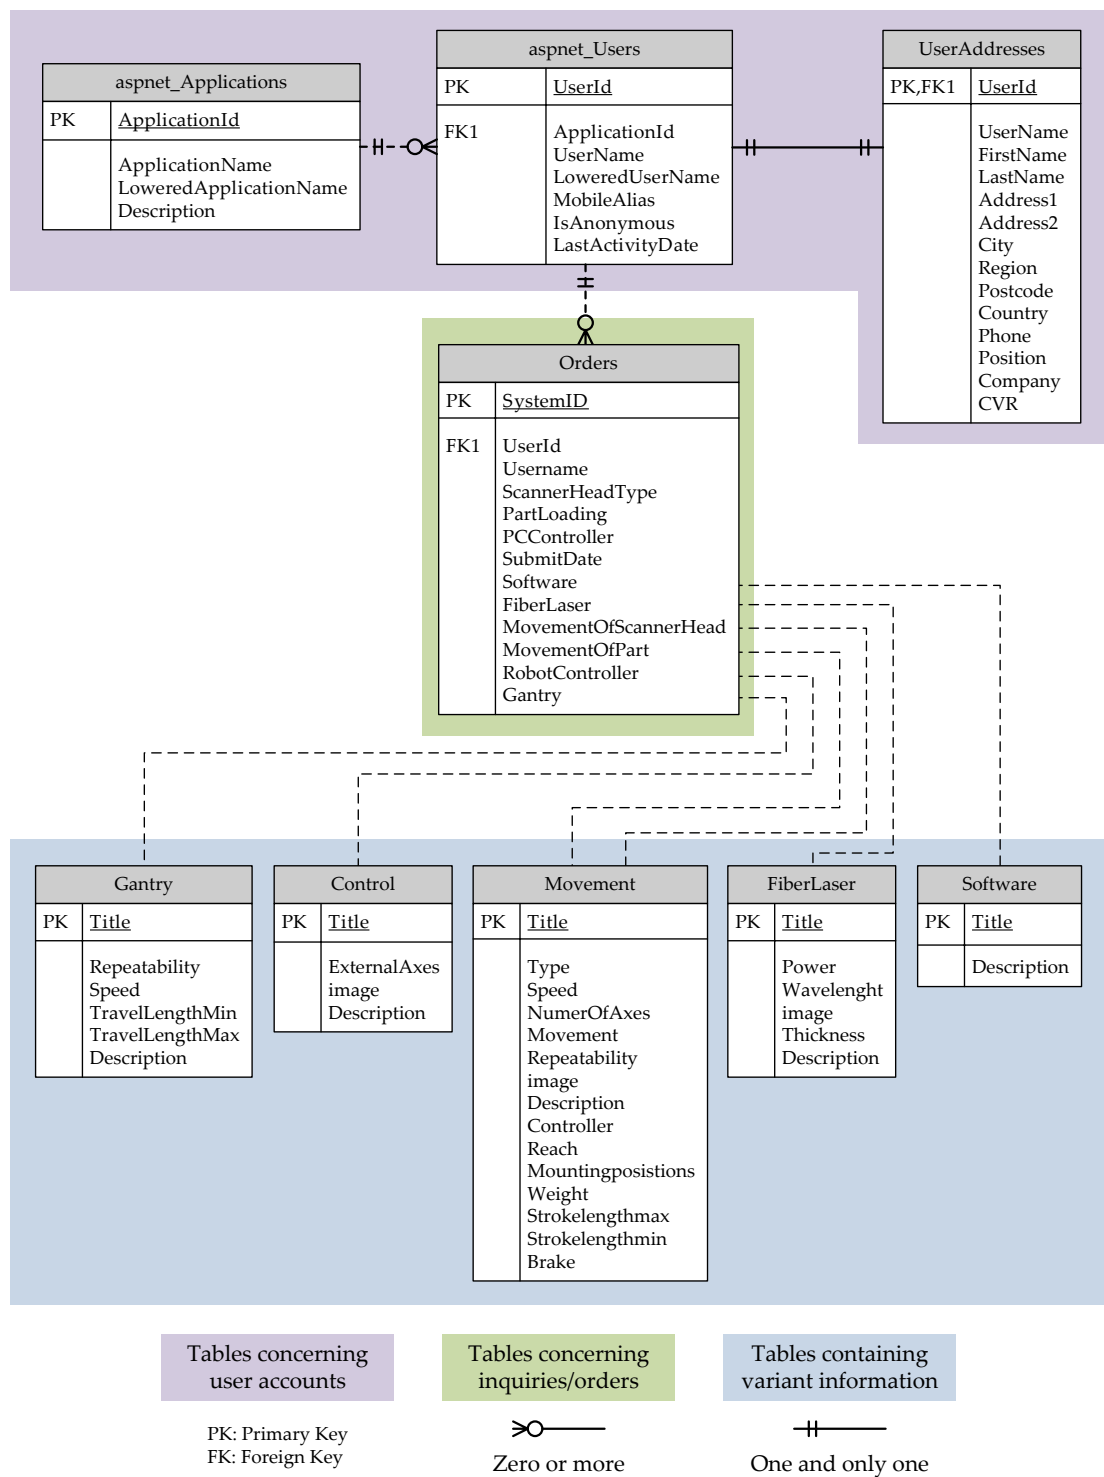 aspnet_Applications
PK ApplicationId
ApplicationName
LoweredApplicationName
Description
aspnet_Users
PK UserId
FK1 ApplicationId
UserName
LoweredUserName
MobileAlias
IsAnonymous
LastActivityDate
UserAddresses
PK,FK1 UserId
UserName
FirstName
LastName
Address1
Address2
City
Region
Postcode
Country
Phone
Position
Company
CVR
Orders
PK SystemID
FK1 UserId
Username
ScannerHeadType
PartLoading
PCController
SubmitDate
Software
FiberLaser
MovementOfScannerHead
MovementOfPart
RobotController
Gantry
Gantry
PK Title
Repeatability
Speed
TravelLengthMin
TravelLengthMax
Description
Control
PK Title
ExternalAxes
image
Description
Movement
PK Title
Type
Speed
NumerOfAxes
Movement
Repeatability
image
Description
Controller
Reach
Mountingposistions
Weight
Strokelengthmax
Strokelengthmin
Brake
FiberLaser
PK Title
Power
Wavelenght
image
Thickness
Description
Software
PK Title
Description
Tables concerning
user accounts
Tables concerning
inquiries/orders
Tables containing
variant information
PK: Primary Key
FK: Foreign Key
Zero or more
One and only one